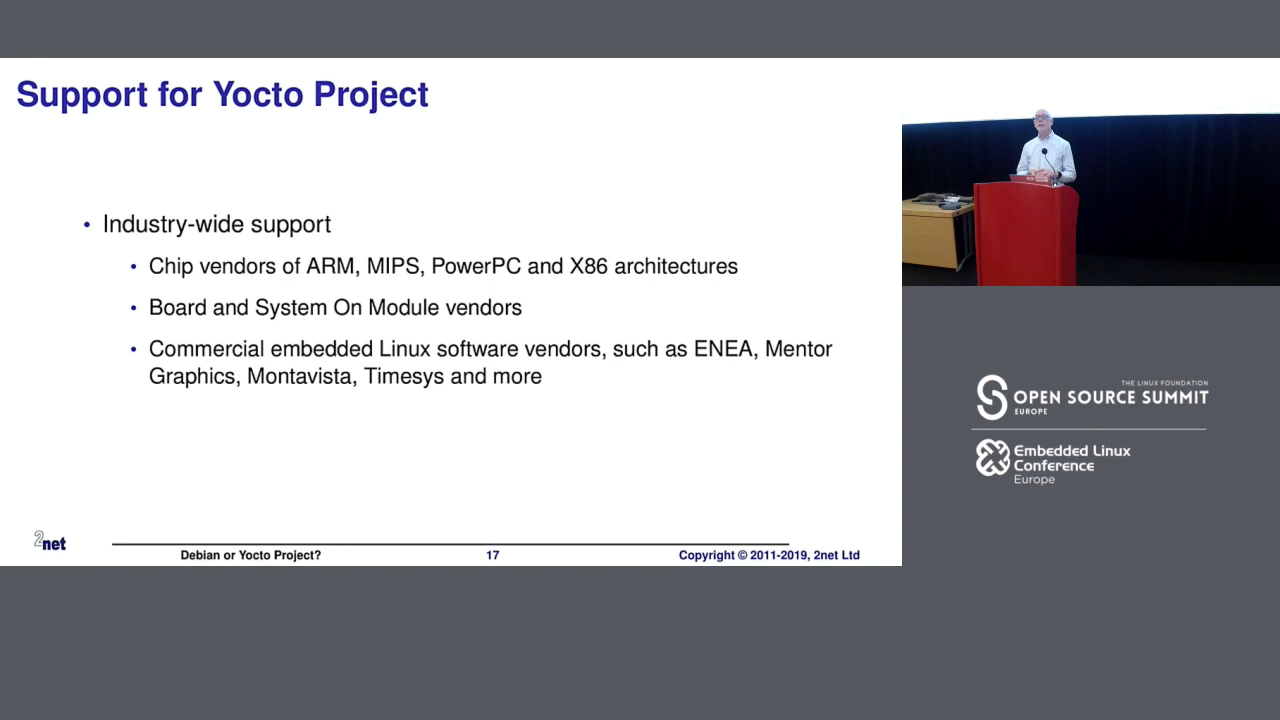 Support for Yocto Project
• Industry-wide support
• Chip vendors of ARM, MIPS, PowerPC and X86 architectures
• Board and System On Module vendors
• Commercial embedded Linux software vendors, such as ENEA, Mentor
Graphics, Montavista, Timesys and more
2net
Debian or Yocto Project?
17
Copyright © 2011-2019, 2net Ltd
THE LINUX FOUNDATION
OPEN SOURCE SUMMIT
EUROPE
Embedded Linux
Conference
Europe